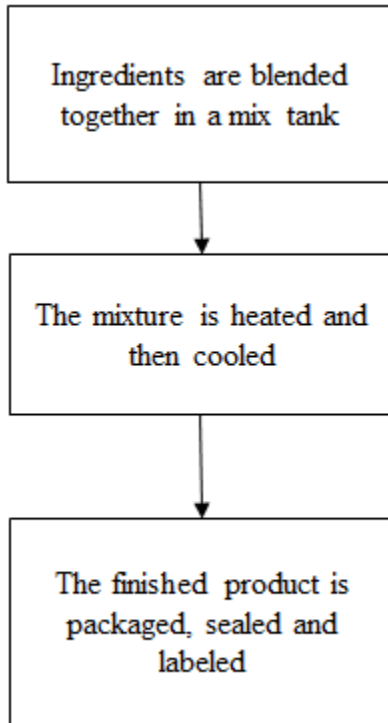 Ingredients are blended
together in a mix tank
The mixture is heated and
then cooled
The finished product is
packaged, sealed and
labeled